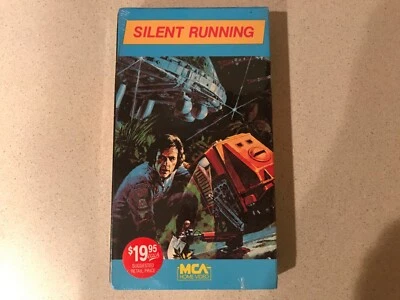 SILENT RUNNING
$19.95
SUGGESTED
RETAIL PRICE
MCA
HOME VIDEO